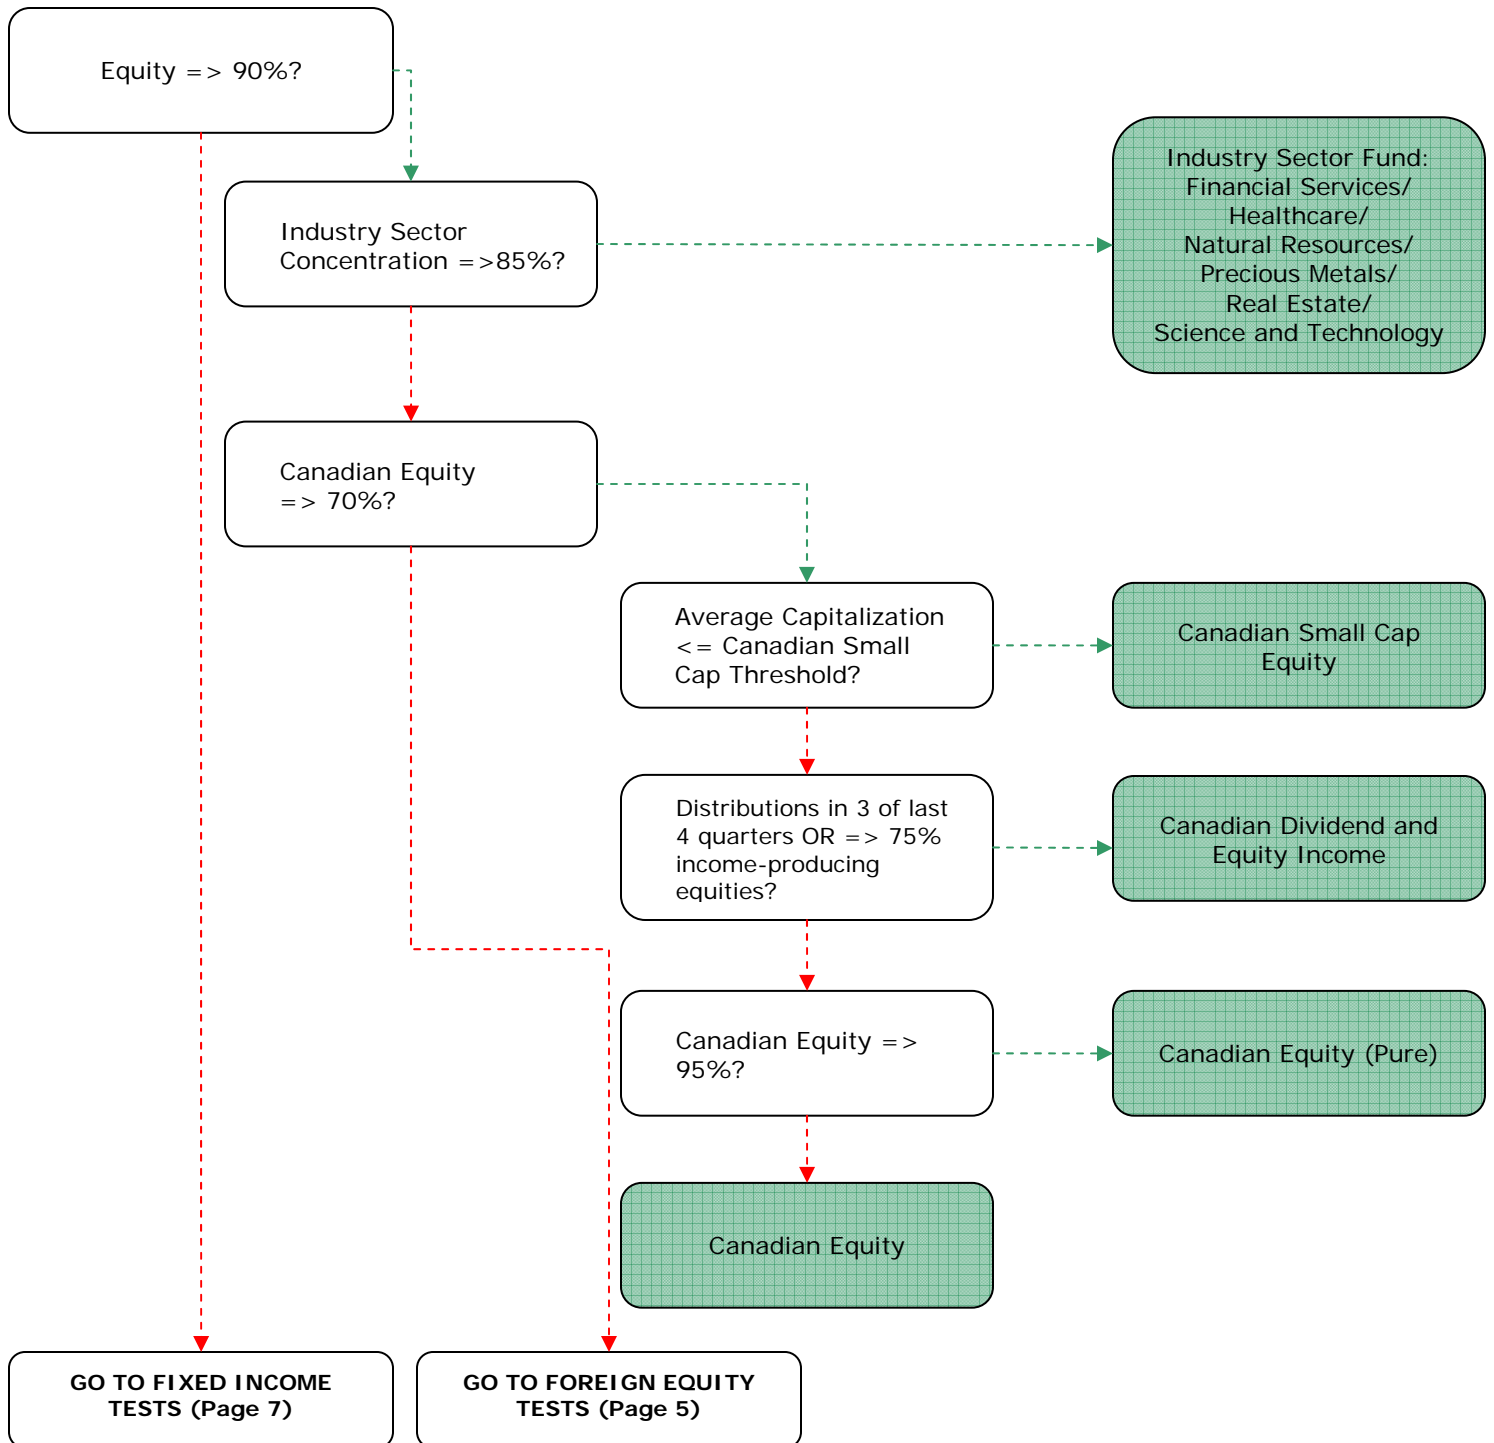 Equity => 90%?
Industry Sector
Concentration =>85%?
Industry Sector Fund:
Financial Services/
Healthcare/
Natural Resources/
Precious Metals/
Real Estate/
Science and Technology
Canadian Equity
=> 70%?
Average Capitalization
<= Canadian Small
Cap Threshold?
Canadian Small Cap
Equity
Distributions in 3 of last
4 quarters OR => 75%
income-producing
equities?
Canadian Dividend and
Equity Income
Canadian Equity =>
95%?
Canadian Equity (Pure)
Canadian Equity
GO TO FIXED INCOME
TESTS (Page 7)
GO TO FOREIGN EQUITY
TESTS (Page 5)